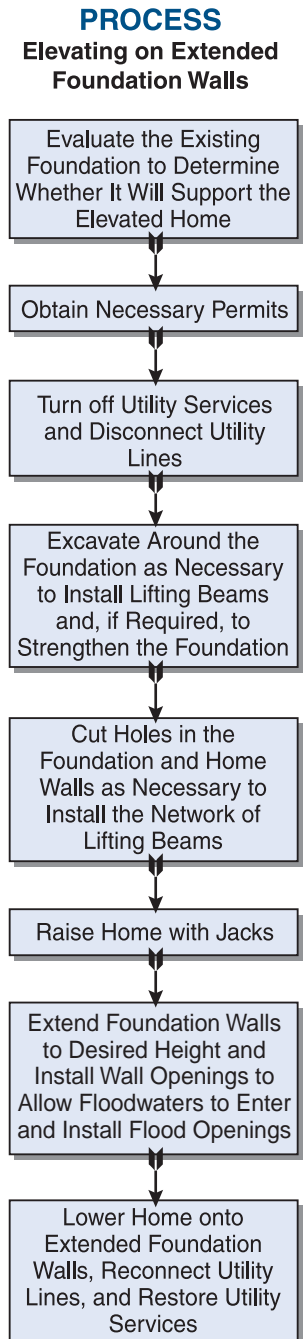 PROCESS
Elevating on Extended
Foundation Walls
Evaluate the Existing
Foundation to Determine
Whether It Will Support the
Elevated Home
Obtain Necessary Permits
Turn off Utility Services
and Disconnect Utility
Lines
Excavate Around the
Foundation as Necessary
to Install Lifting Beams
and, if Required, to
Strengthen the Foundation
Cut Holes in the
Foundation and Home
Walls as Necessary to
Install the Network of
Lifting Beams
Raise Home with Jacks
Extend Foundation Walls
to Desired Height and
Install Wall Openings to
Allow Floodwaters to Enter
and Install Flood Openings
Lower Home onto
Extended Foundation
Walls, Reconnect Utility
Lines, and Restore Utility
Services